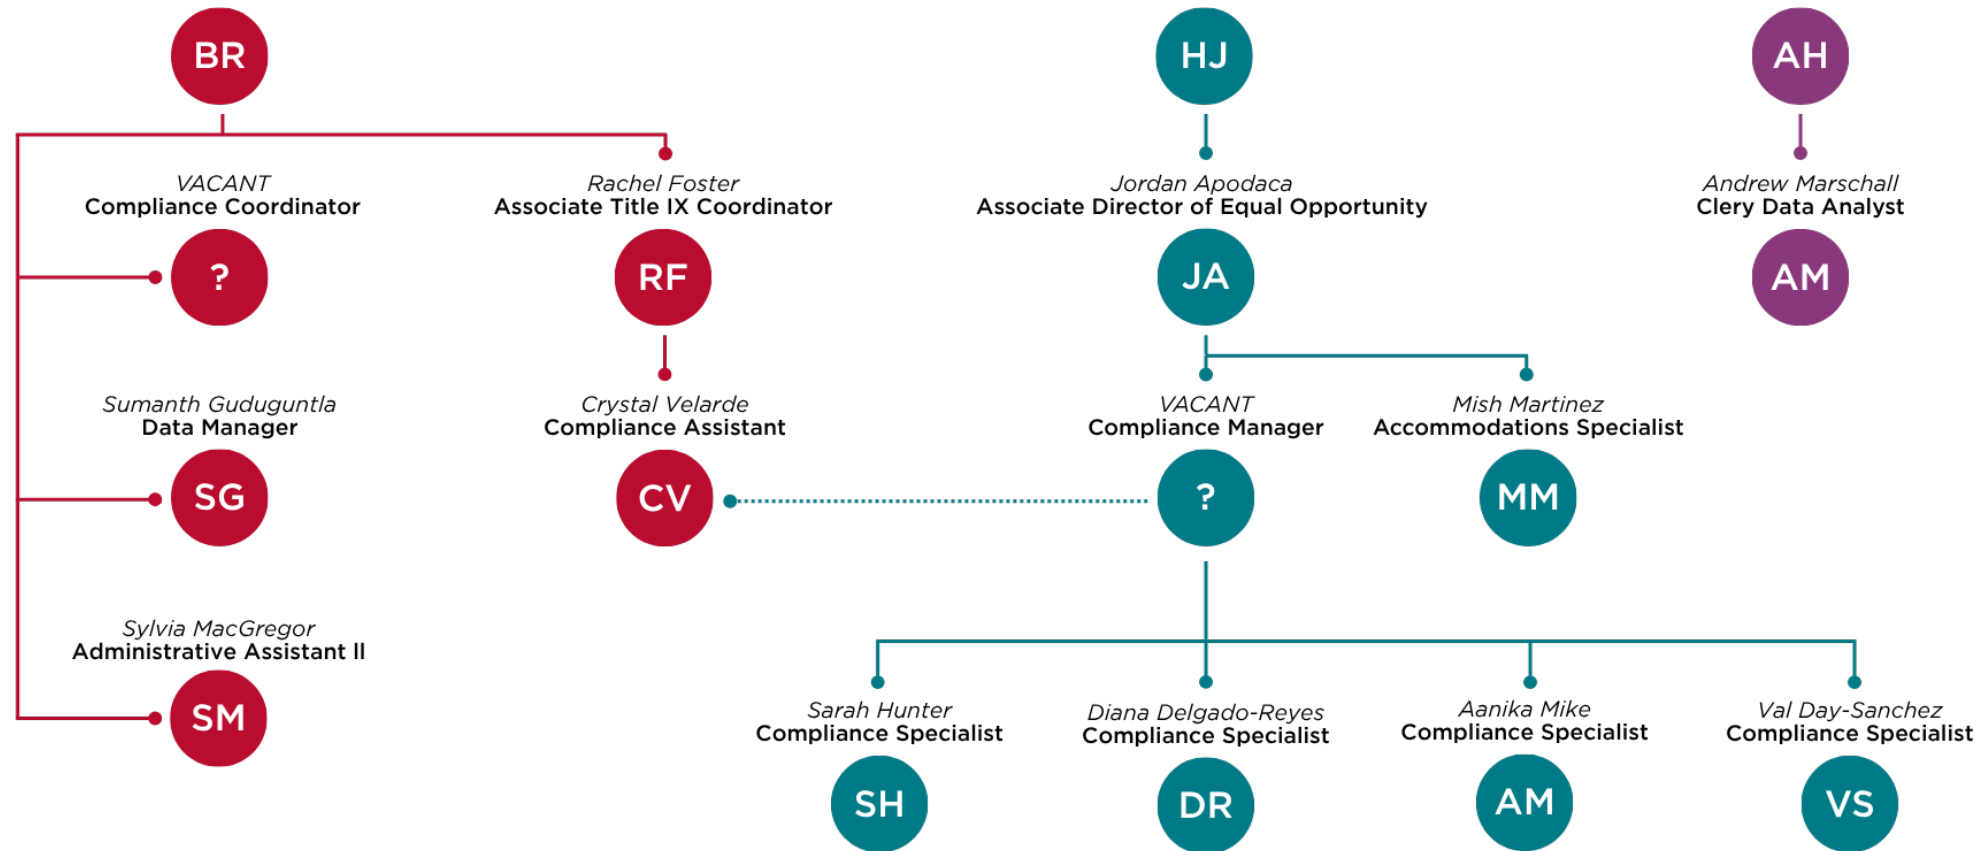 BR
HJ
AH
VACANT
Compliance Coordinator
?
Rachel Foster
Associate Title IX Coordinator
RF
Jordan Apodaca
Associate Director of Equal Opportunity
JA
Andrew Marschall
Clery Data Analyst
AM
Sumanth Guduguntla
Data Manager
SG
Crystal Velarde
Compliance Assistant
CV
VACANT
Compliance Manager
?
Mish Martinez
Accommodations Specialist
MM
Sylvia MacGregor
Administrative Assistant II
SM
Sarah Hunter
Compliance Specialist
SH
Diana Delgado-Reyes
Compliance Specialist
DR
Aanika Mike
Compliance Specialist
AM
Val Day-Sanchez
Compliance Specialist
VS